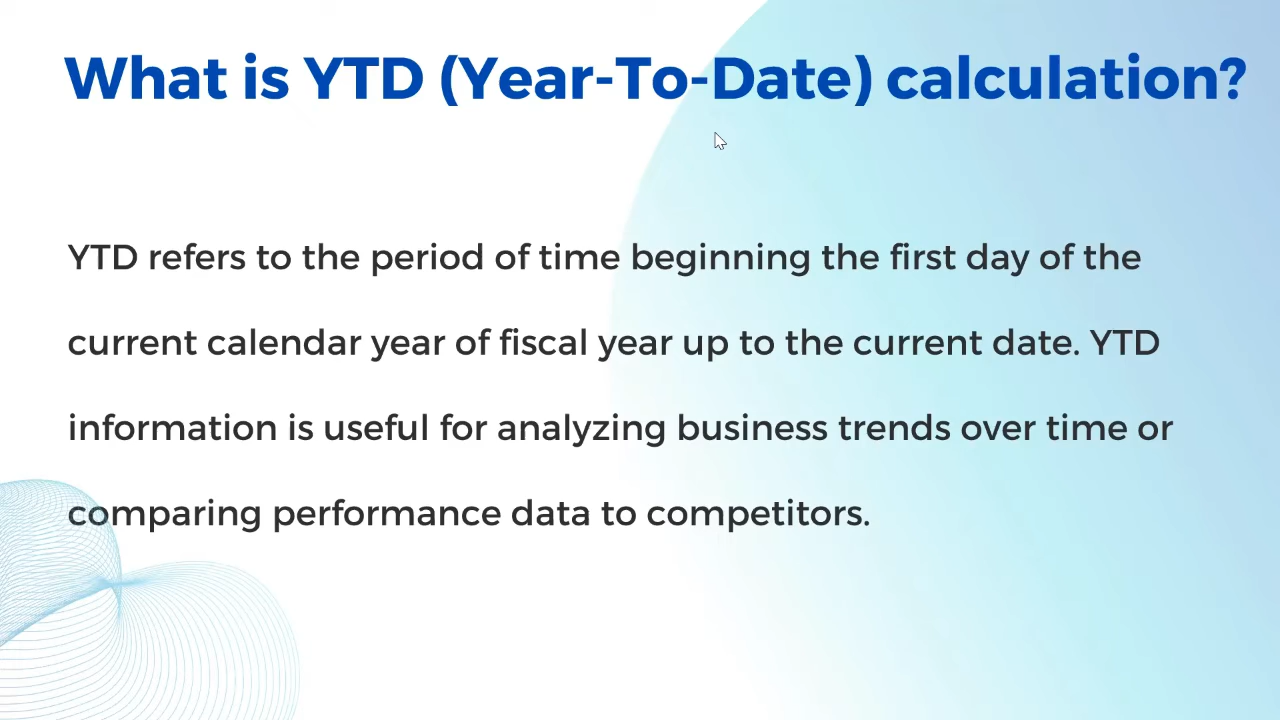 What is YTD (Year-To-Date) calculation?
YTD refers to the period of time beginning the first day of the
current calendar year of fiscal year up to the current date. YTD
information is useful for analyzing business trends over time or
comparing performance data to competitors.